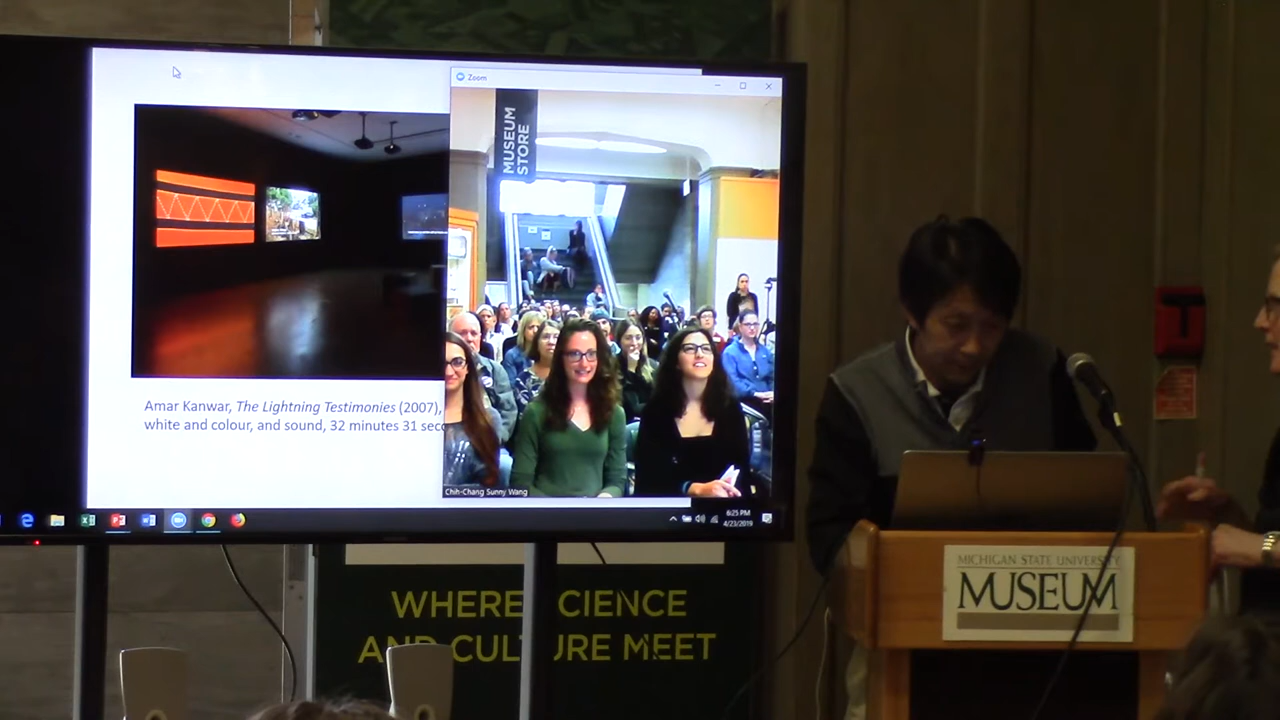 Zoom
MUSEUM
STORE
Amar Kanwar, The Lightning Testimonies (2007),
white and colour, and sound, 32 minutes 31 sec
Chih-Chang Sunny Wang
6:25 PM
4/23/2019
MICHIGAN STATE UNIVERSITY
MUSEUM
WHERE CIENCE
AND CULTURE MEET